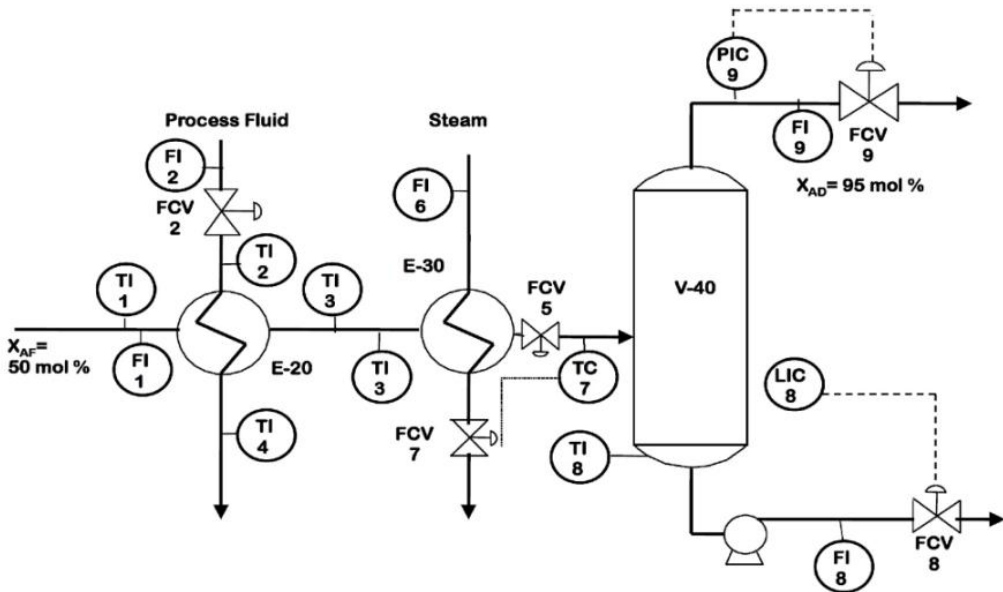 PIC
9
Process Fluid
Steam
FI
9
FCV
9
FI
2
FCV
2
FI
6
X_AD= 95 mol %
TI
2
E-30
TI
1
TI
3
FCV
5
V-40
X_AF=
50 mol %
FI
1
E-20
TI
3
TC
7
LIC
8
TI
4
FCV
7
TI
8
FI
8
FCV
8